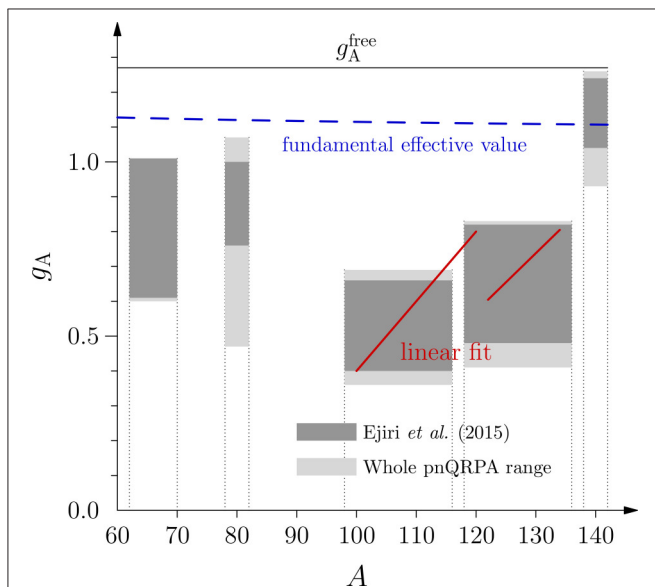 g_A^free
fundamental effective value
1.0
g_A
0.5
linear fit
Ejiri et al. (2015)
Whole pnQRPA range
0.0
60 70 80 90 100 110 120 130 140
A